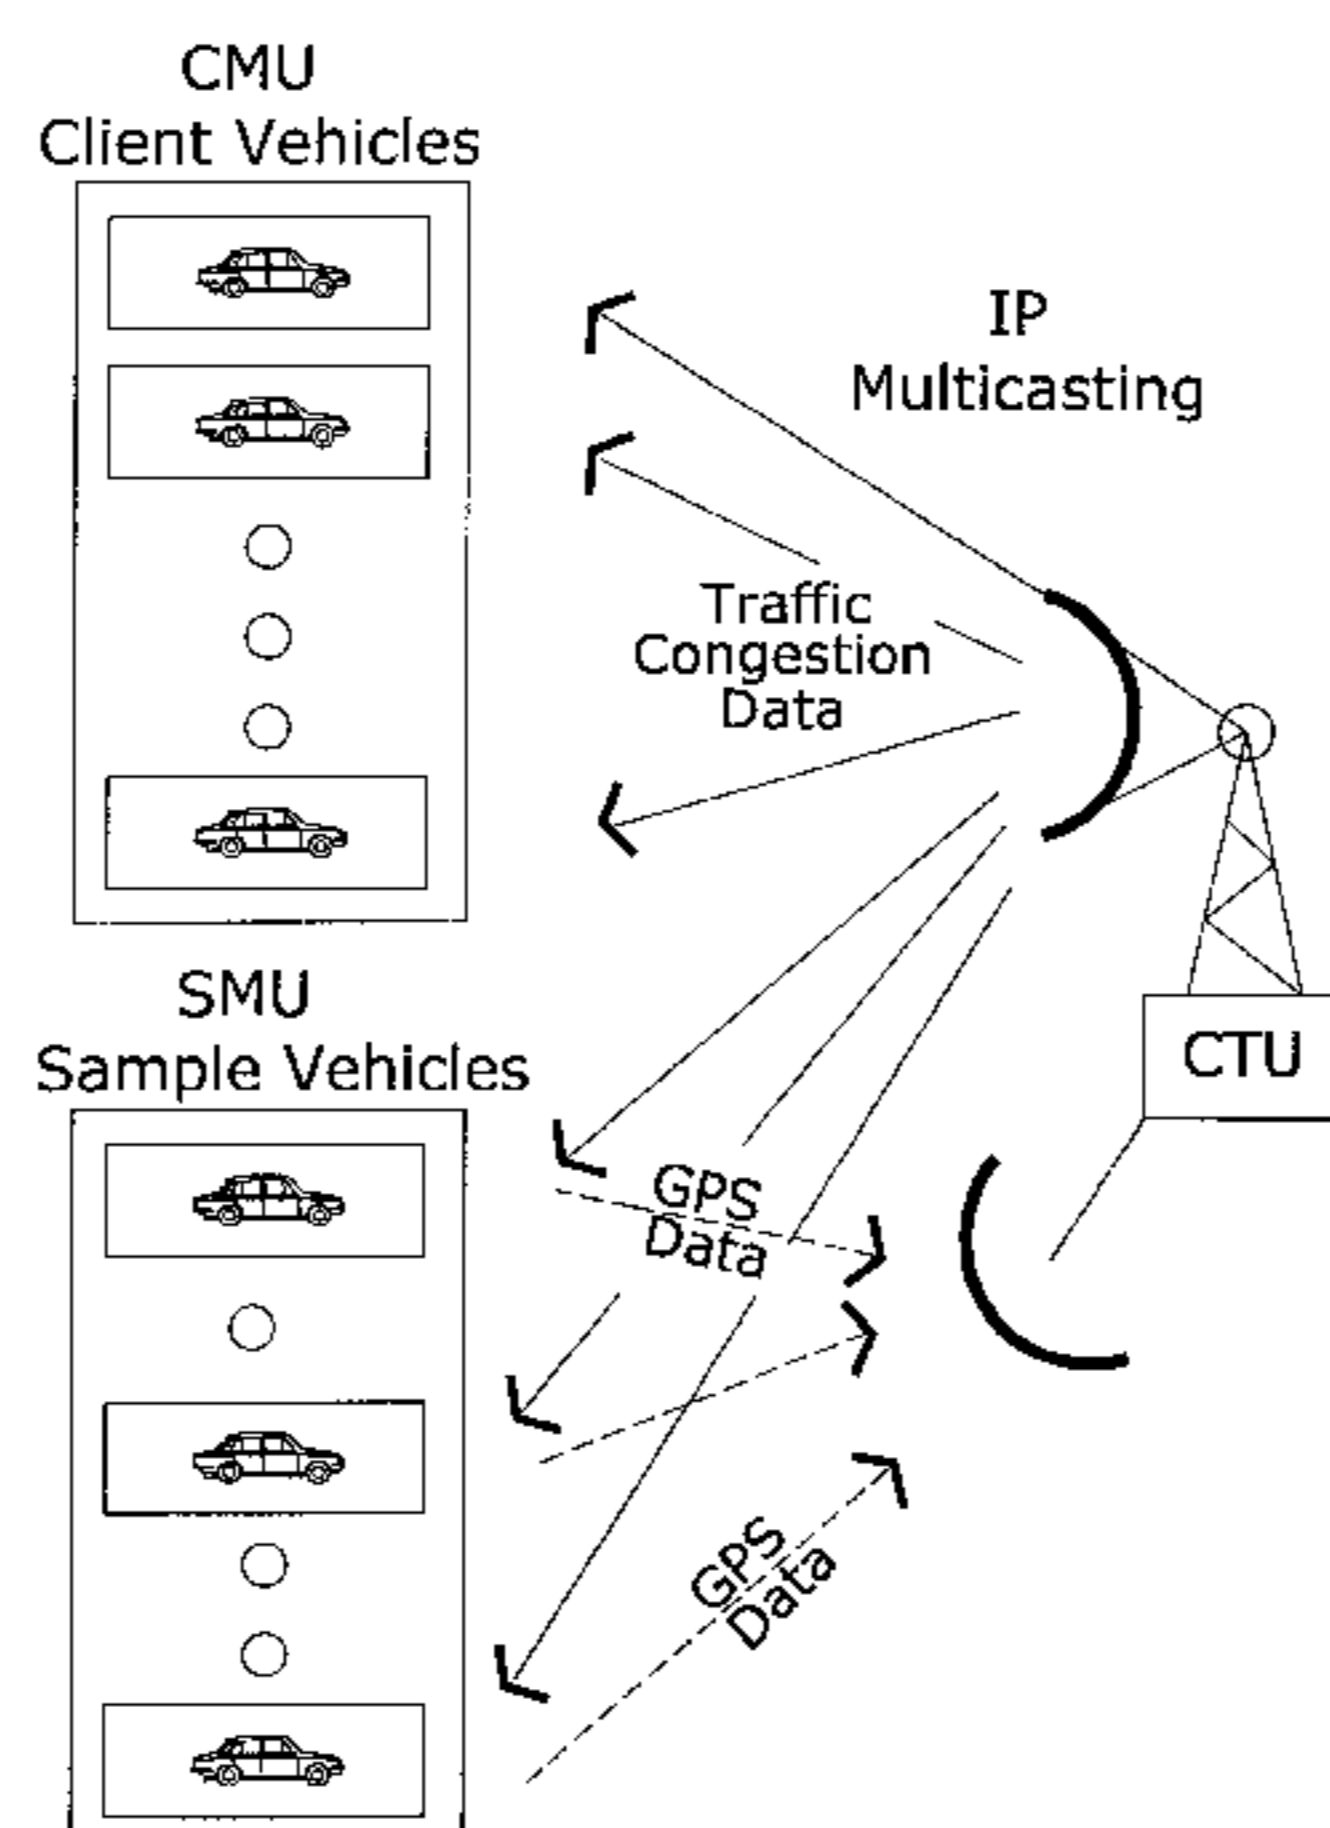 CMU
Client Vehicles
IP
Multicasting
Traffic
Congestion
Data
SMU
Sample Vehicles
CTU
GPS
Data
GPS
Data